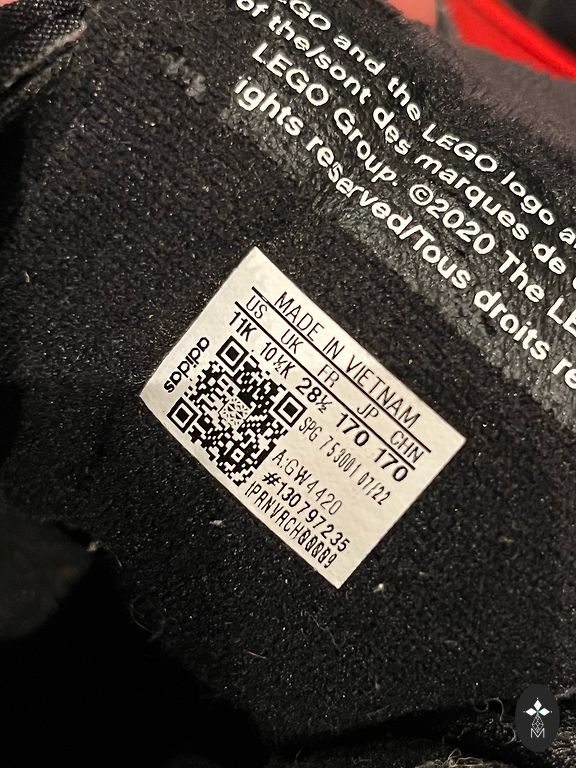 LEGO and the LEGO logo a
of the/sont des marques de
LEGO Group. ©2020 The LE
ights reserved/Tous droits re
MADE IN VIETNAM
US UK FR JP CHN
11K 10½K 28½ 170 170
adidas
SPG 753001 07/22
A:GW4420
#130797235
M